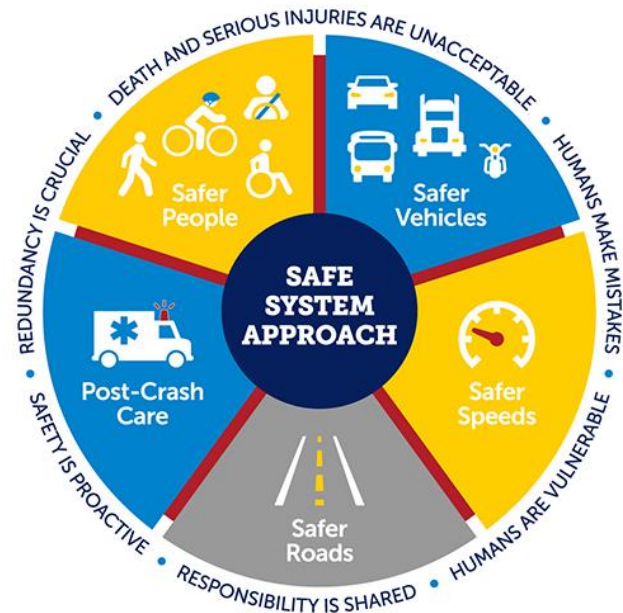 DEATH AND SERIOUS INJURIES ARE UNACCEPTABLE
HUMANS MAKE MISTAKES
HUMANS ARE VULNERABLE
RESPONSIBILITY IS SHARED
SAFETY IS PROACTIVE
REDUNDANCY IS CRUCIAL
Safer
People
Safer
Vehicles
SAFE
SYSTEM
APPROACH
Safer
Speeds
Post-Crash
Care
Safer
Roads